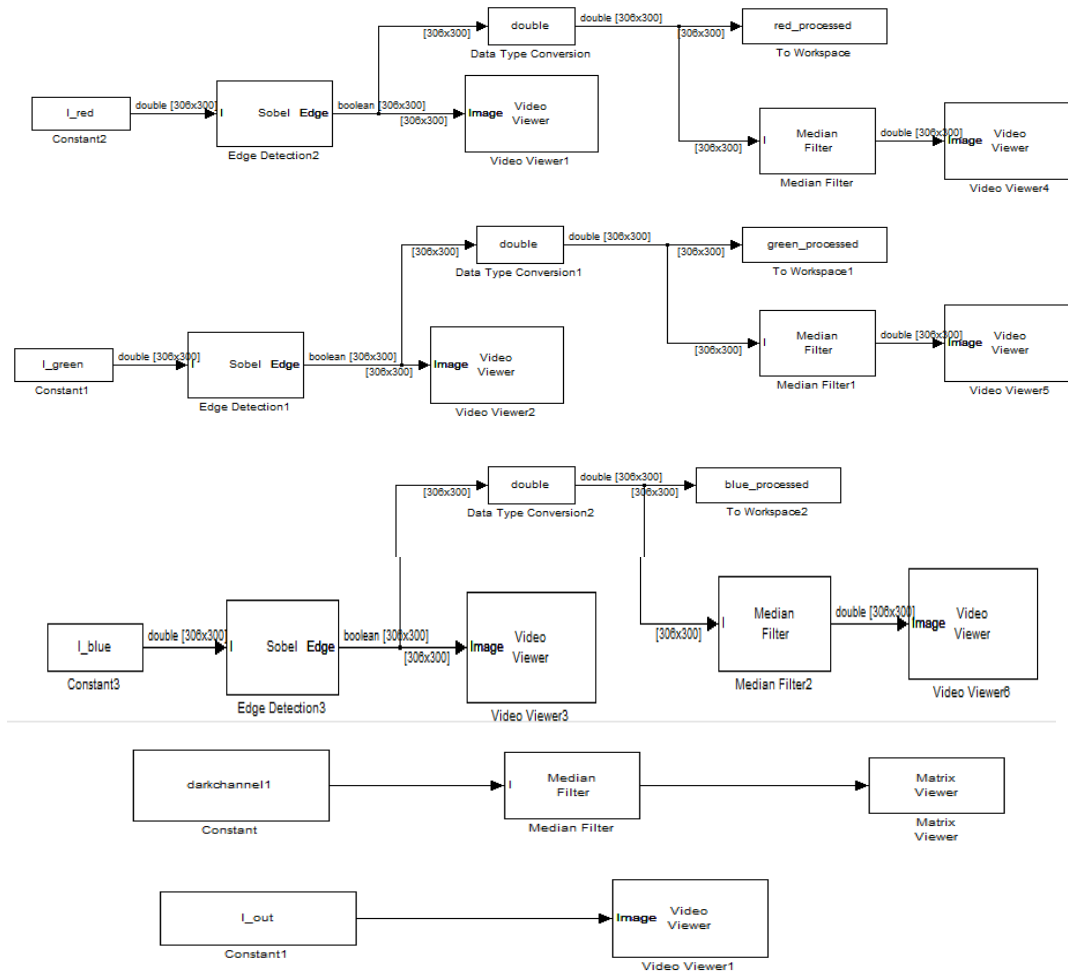 double
double [306x300]
red_processed
[306x300]
[306x300]
Data Type Conversion
To Workspace
I_red
double [306x300]
I
Sobel
Edge
boolean [306x300]
[306x300]
Image
Video
Viewer
Constant2
Edge Detection2
Video Viewer1
[306x300]
I
Median
Filter
double [306x300]
Image
Video
Viewer
Median Filter
Video Viewer4
double
double [306x300]
green_processed
[306x300]
[306x300]
Data Type Conversion1
To Workspace1
I_green
double [306x300]
I
Sobel
Edge
boolean [306x300]
[306x300]
Image
Video
Viewer
Constant1
Edge Detection1
Video Viewer2
[306x300]
I
Median
Filter
double [306x300]
Image
Video
Viewer
Median Filter1
Video Viewer5
double
double [306x300]
blue_processed
[306x300]
[306x300]
Data Type Conversion2
To Workspace2
I_blue
double [306x300]
I
Sobel
Edge
boolean [306x300]
[306x300]
Image
Video
Viewer
Constant3
Edge Detection3
Video Viewer3
[306x300]
I
Median
Filter
double [306x300]
Image
Video
Viewer
Median Filter2
Video Viewer6
darkchannel1
I
Median
Filter
Matrix
Viewer
Constant
Median Filter
Matrix
Viewer
I_out
Image
Video
Viewer
Constant1
Video Viewer1